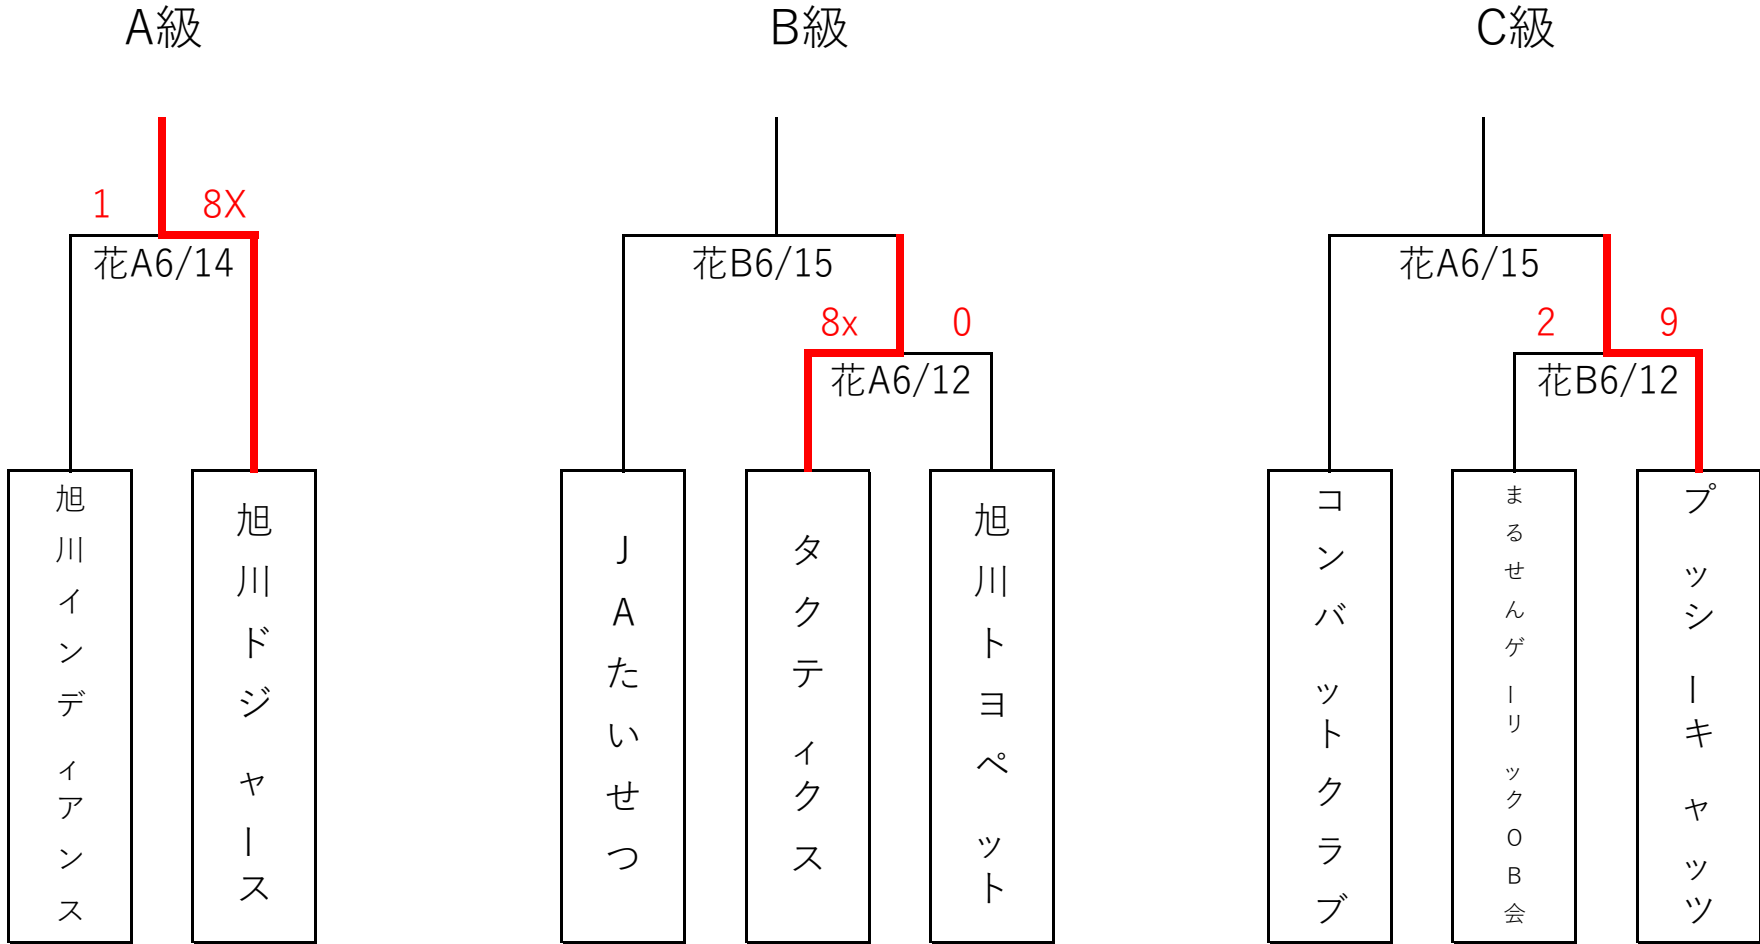 A級
B級
C級
1
8X
花A6/14
花B6/15
花A6/15
8x
0
2
9
花A6/12
花B6/12
旭川インディアンス
旭川ドジャース
JAたいせつ
タクティクス
旭川トヨペット
コンバットクラブ
まるせんゲーリックOB会
プッシーキャッツ